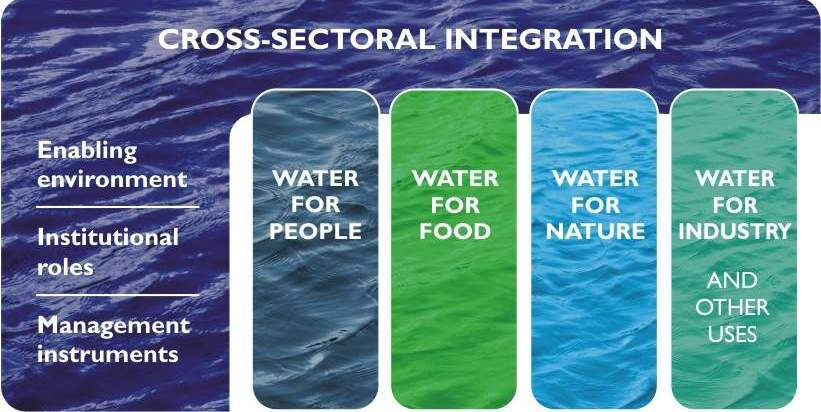 CROSS-SECTORAL INTEGRATION
Enabling
environment
Institutional
roles
Management
instruments
WATER
FOR
PEOPLE
WATER
FOR
FOOD
WATER
FOR
NATURE
WATER
FOR
INDUSTRY
AND
OTHER
USES